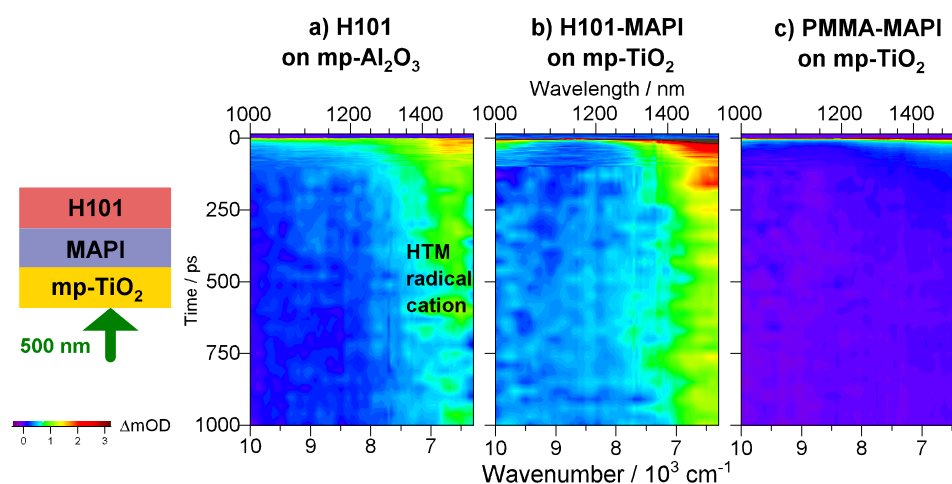 a) H101
on mp-Al₂O₃
b) H101-MAPI
on mp-TiO₂
c) PMMA-MAPI
on mp-TiO₂
Wavelength / nm
1000 1200 1400
1000 1200 1400
1000 1200 1400
0
250
500
750
1000
Time / ps
HTM
radical
cation
H101
MAPI
mp-TiO₂
500 nm
0 1 2 3 ΔmOD
10 9 8 7
10 9 8 7
10 9 8 7
Wavenumber / 10³ cm⁻¹